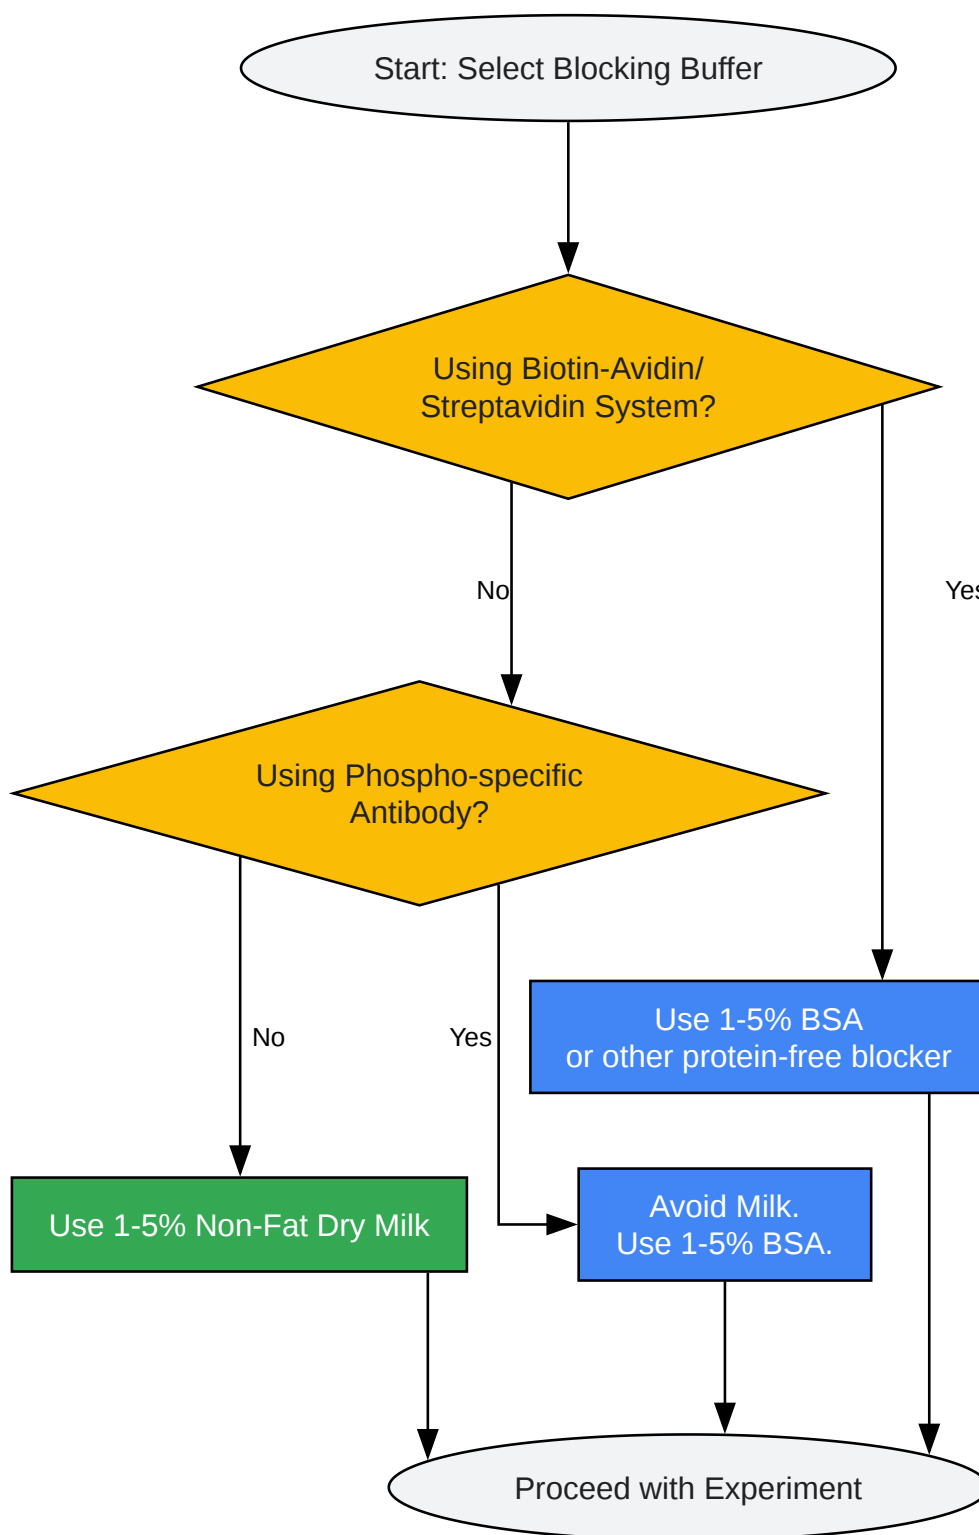 Start: Select Blocking Buffer
Using Biotin-Avidin/
Streptavidin System?
No
Yes
Using Phospho-specific
Antibody?
No
Yes
Use 1-5% BSA
or other protein-free blocker
Use 1-5% Non-Fat Dry Milk
Avoid Milk.
Use 1-5% BSA.
Proceed with Experiment